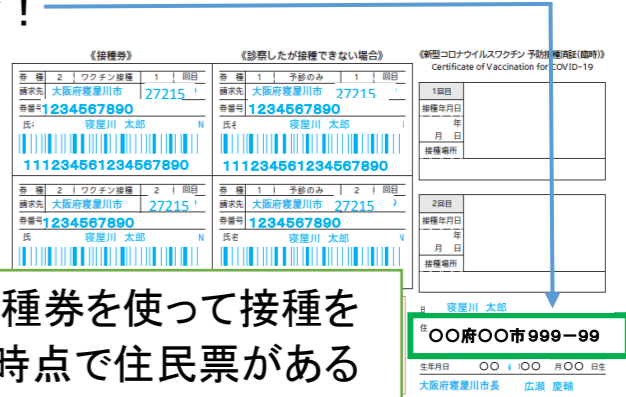 ！
《接種券》
券 種 2 ワクチン接種 1 回目
請求先 大阪府寝屋川市 27215
券番号 1234567890
氏 寝屋川 太郎 N
111234561234567890
券 種 2 ワクチン接種 2 回目
請求先 大阪府寝屋川市 27215
券番号 1234567890
氏 寝屋川 太郎 N
《診察したが接種できない場合》
券 種 1 予診のみ 1 回目
請求先 大阪府寝屋川市 27215
券番号 1234567890
氏名 寝屋川 太郎
111234561234567890
券 種 1 予診のみ 2 回目
請求先 大阪府寝屋川市 27215
券番号 1234567890
氏名 寝屋川 太郎
《新型コロナウイルスワクチン 予防接種済証(臨時)》
Certificate of Vaccination for COVID-19
1回目
接種年月日
年
月 日
接種場所
2回目
接種年月日
年
月 日
接種場所
寝屋川 太郎
住 〇〇府〇〇市999－99
生年月日 〇〇 〇〇 月〇〇 日生
大阪府寝屋川市長 広瀬 慶輔
種券を使って接種を
時点で住民票がある